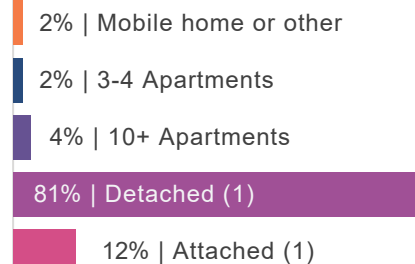 2% | Mobile home or other
2% | 3-4 Apartments
4% | 10+ Apartments
81% | Detached (1)
12% | Attached (1)